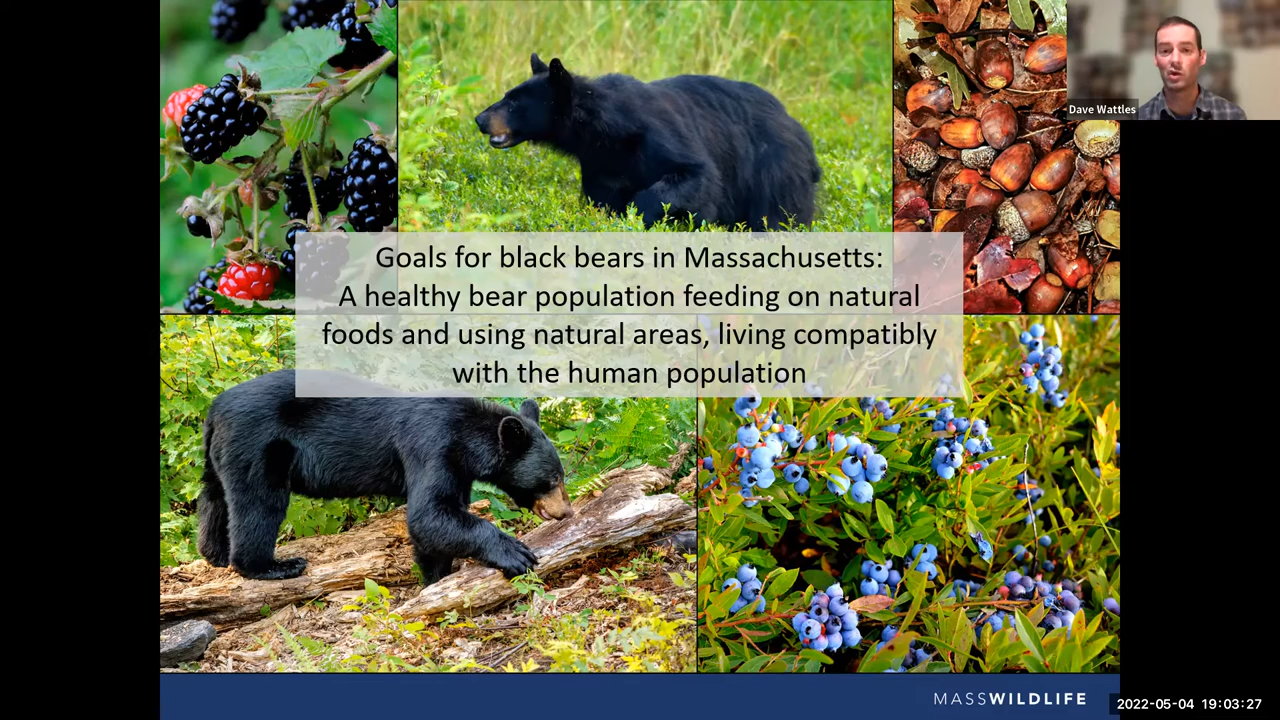 Dave Wattles
Goals for black bears in Massachusetts:
A healthy bear population feeding on natural
foods and using natural areas, living compatibly
with the human population
MASSWILDLIFE
2022-05-04 19:03:27